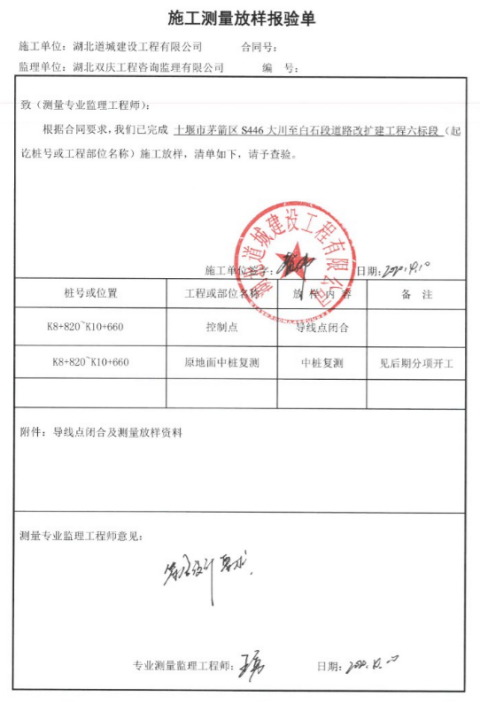 施工测量放样报验单
施工单位：湖北道城建设工程有限公司 合同号：
监理单位：湖北双庆工程咨询监理有限公司 编 号：
致（测量专业监理工程师）：
根据合同要求，我们已完成 十堰市茅箭区 S446 大川至白石段道路改扩建工程六标段（起
讫桩号或工程部位名称）施工放样，清单如下，请予查验。
道城建设工程有限公司
施工单位签字： 日期：
桩号或位置 工程或部位名称 放 样 内 容 备 注
K8+820~K10+660 控制点 导线点闭合
K8+820~K10+660 原地面中桩复测 中桩复测 见后期分项开工
附件：导线点闭合及测量放样资料
测量专业监理工程师意见：
设计要求
专业测量监理工程师： 日期：